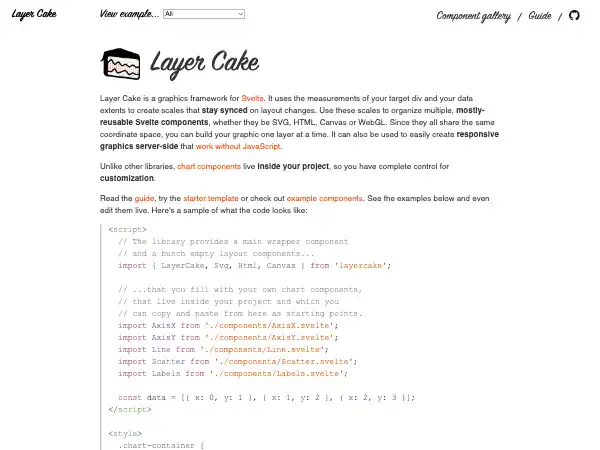 Layer Cake
View example... All
Component gallery / Guide /
Layer Cake
Layer Cake is a graphics framework for Svelte. It uses the measurements of your target div and your data
extents to create scales that stay synced on layout changes. Use these scales to organize multiple, mostly-
reusable Svelte components, whether they be SVG, HTML, Canvas or WebGL. Since they all share the same
coordinate space, you can build your graphic one layer at a time. It can also be used to easily create responsive
graphics server-side that work without JavaScript.
Unlike other libraries, chart components live inside your project, so you have complete control for
customization.
Read the guide, try the starter template or check out example components. See the examples below and even
edit them live. Here's a sample of what the code looks like:
<script>
// The library provides a main wrapper component
// and a bunch empty layout components...
import { LayerCake, Svg, Html, Canvas } from 'layercake';
// ...that you fill with your own chart components,
// that live inside your project and which you
// can copy and paste from here as starting points.
import AxisX from './components/AxisX.svelte';
import AxisY from './components/AxisY.svelte';
import Line from './components/Line.svelte';
import Scatter from './components/Scatter.svelte';
import Labels from './components/Labels.svelte';
const data = [{ x: 0, y: 1 }, { x: 1, y: 2 }, { x: 2, y: 3 }];
</script>
<style>
.chart-container {